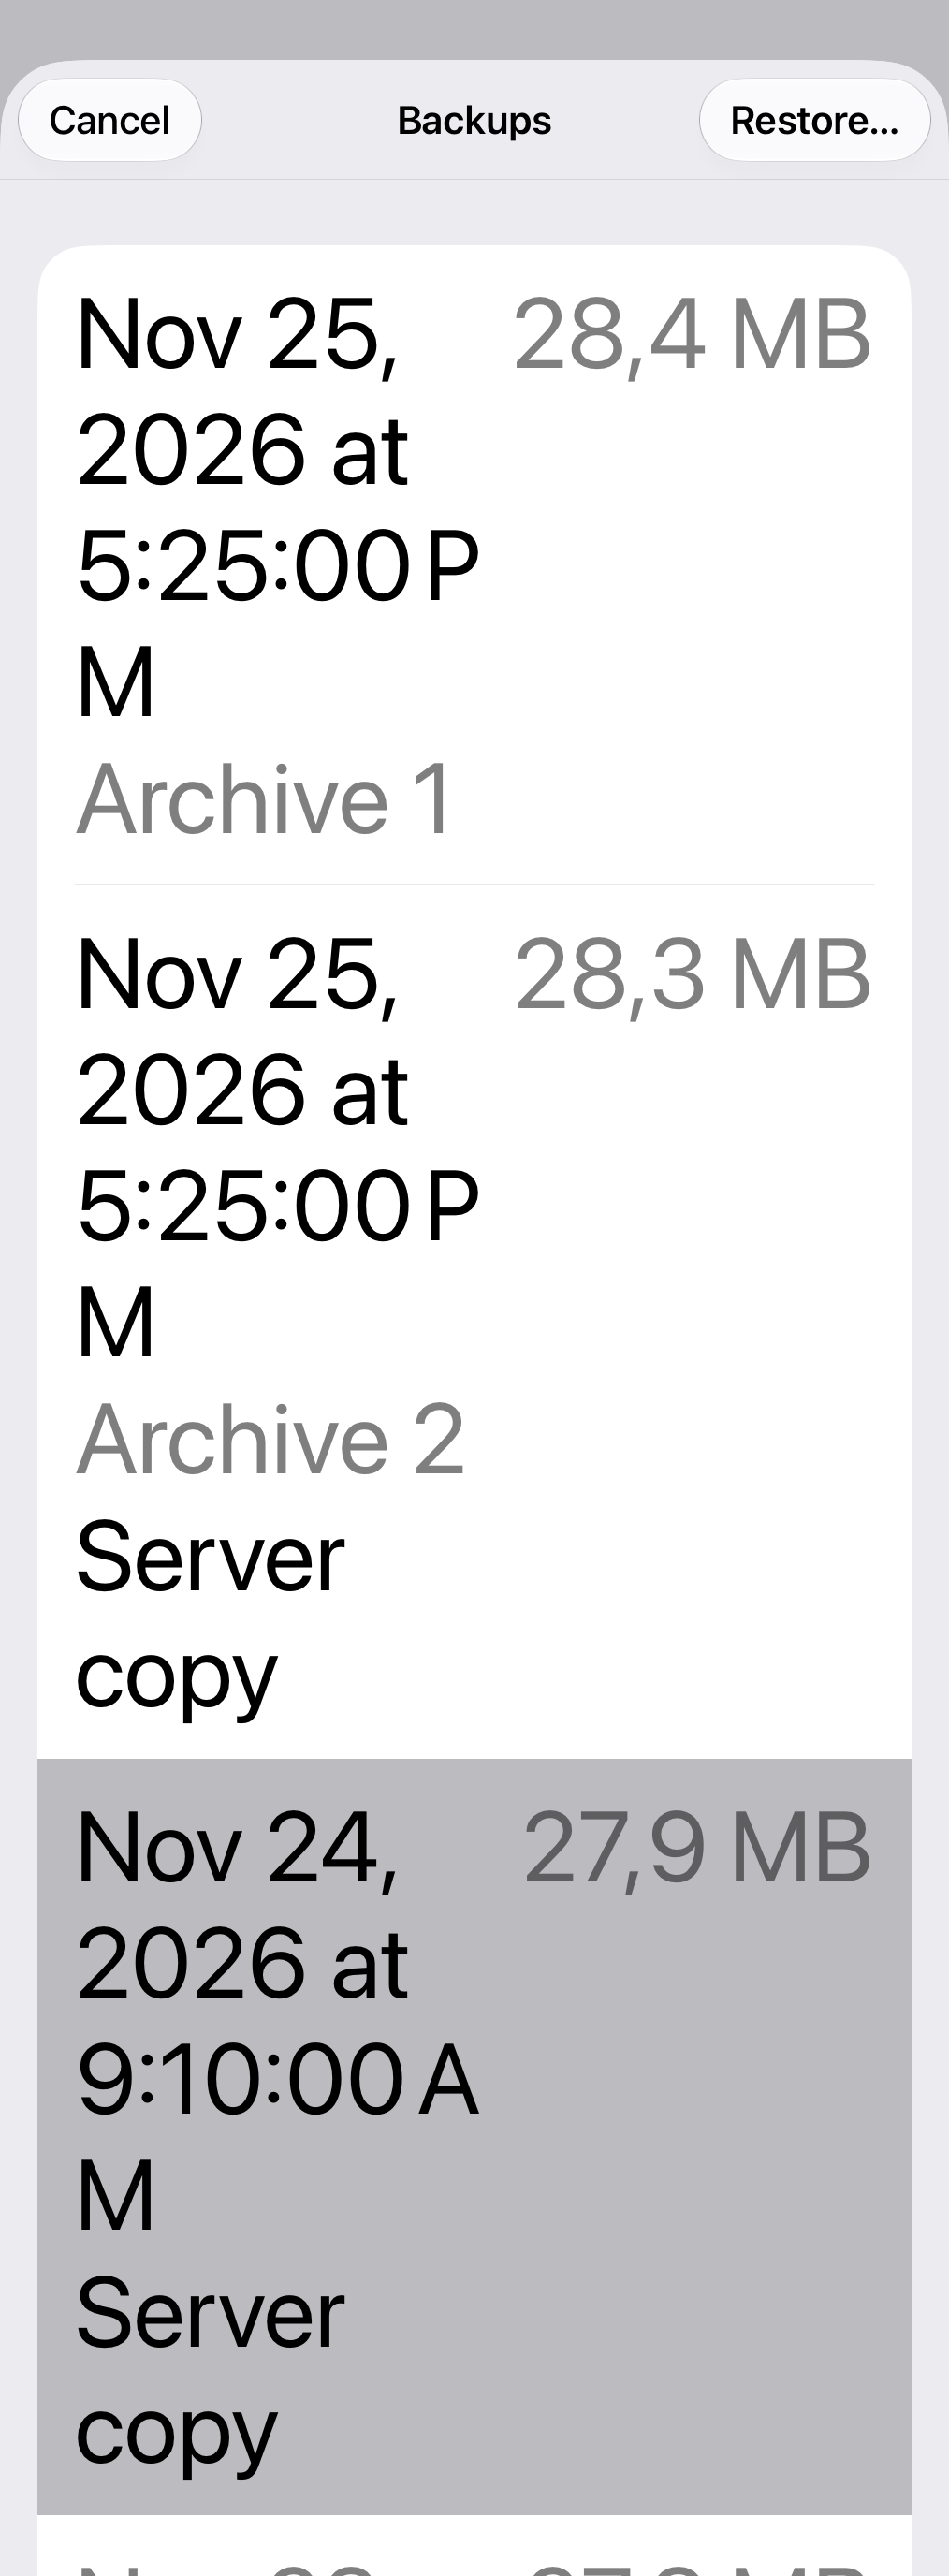 Cancel Backups Restore...
Nov 25, 28,4 MB
2026 at
5:25:00 P
M
Archive 1
Nov 25, 28,3 MB
2026 at
5:25:00 P
M
Archive 2
Server
copy
Nov 24, 27,9 MB
2026 at
9:10:00 A
M
Server
copy